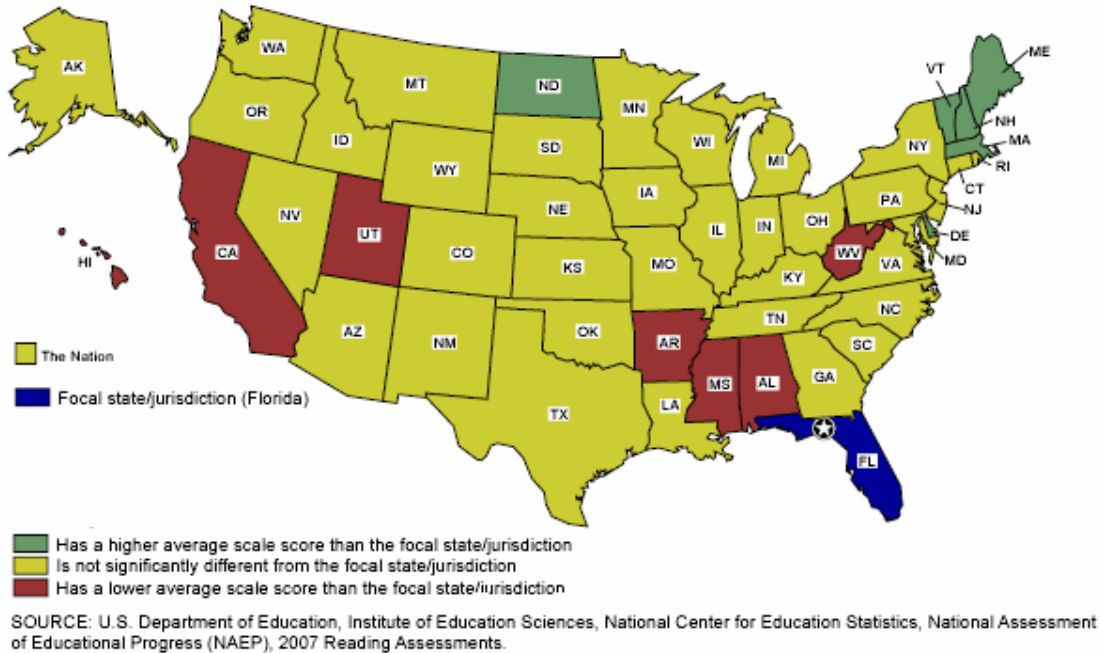 ME
WA
AK
VT
MT
ND
MN
OR
NH
ID
SD
WI
NY
MA
MI
RI
WY
CT
IA
PA
NE
NJ
NV
OH
UT
IL
IN
DE
CA
CO
WV
MD
HI
KS
MO
VA
KY
NC
TN
AZ
OK
NM
AR
SC
The Nation
MS
AL
GA
Focal state/jurisdiction (Florida)
LA
TX
FL
Has a higher average scale score than the focal state/jurisdiction
Is not significantly different from the focal state/jurisdiction
Has a lower average scale score than the focal state/jurisdiction
SOURCE: U.S. Department of Education, Institute of Education Sciences, National Center for Education Statistics, National Assessment
of Educational Progress (NAEP), 2007 Reading Assessments.